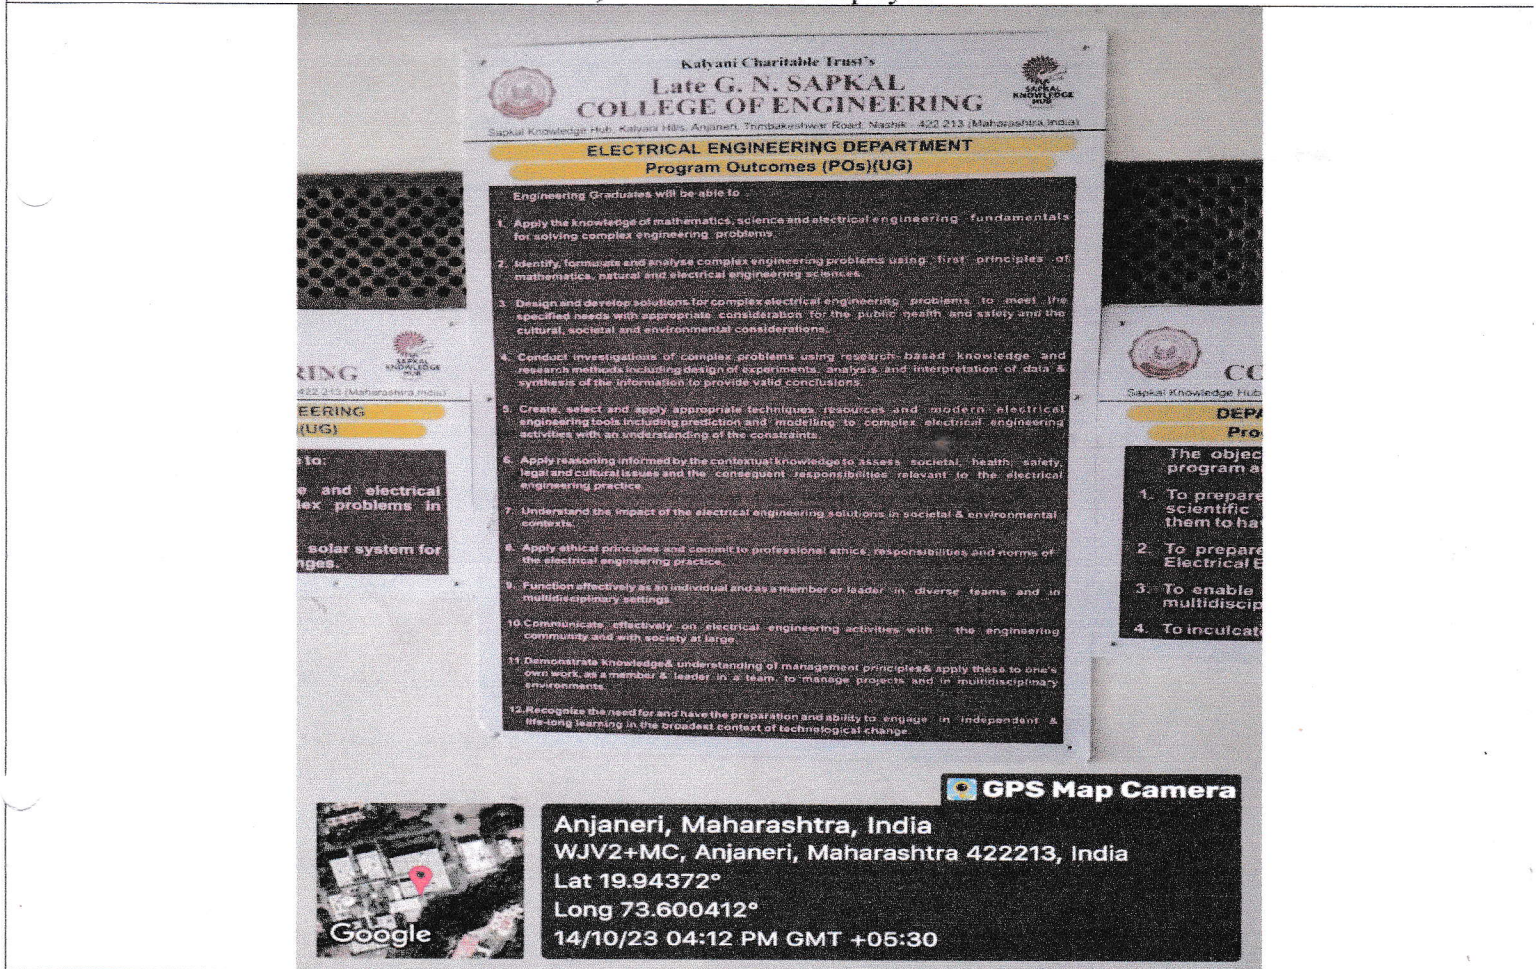 Kalyani Charitable Trust's
Late G. N. SAPKAL
COLLEGE OF ENGINEERING
THE
SAPKAL
KNOWLEDGE
HUB
Sapkal Knowledge Hub, Kalyani Hills, Anjaneri, Trimbakeshwar Road, Nashik - 422 213 (Maharashtra,India)
ELECTRICAL ENGINEERING DEPARTMENT
Program Outcomes (POs)(UG)
Engineering Graduates will be able to
1. Apply the knowledge of mathematics, science and electrical engineering fundamentals
for solving complex engineering problems.
2. Identify, formulate and analyse complex engineering problems using first principles of
mathematics, natural and electrical engineering sciences.
3. Design and develop solutions for complex electrical engineering problems to meet the
specified needs with appropriate consideration for the public health and safety and the
cultural, societal and environmental considerations.
4. Conduct investigations of complex problems using research-based knowledge and
research methods including design of experiments, analysis and interpretation of data &
synthesis of the information to provide valid conclusions.
5. Create, select and apply appropriate techniques, resources and modern electrical
engineering tools including prediction and modelling to complex electrical engineering
activities with an understanding of the constraints.
6. Apply reasoning informed by the contextual knowledge to assess societal, health, safety,
legal and cultural issues and the consequent responsibilities relevant to the electrical
engineering practice.
7. Understand the impact of the electrical engineering solutions in societal & environmental
contexts.
8. Apply ethical principles and commit to professional ethics, responsibilities and norms of
the electrical engineering practice.
9. Function effectively as an individual and as a member or leader in diverse teams and in
multidisciplinary settings.
10.Communicate effectively on electrical engineering activities with the engineering
community and with society at large
11.Demonstrate knowledge& understanding of management principles& apply these to one's
own work, as a member & leader in a team, to manage projects and in multidisciplinary
environments.
12.Recognize the need for and have the preparation and ability to engage in independent &
life-long learning in the broadest context of technological change.
SAPKAL
KNOWLEDGE
HUB
RING
422 213 (Maharashtra,India)
EERING
(UG)
to:
e and electrical
lex problems in
solar system for
nges.
CO
Sapkal Knowledge Hub
DEPA
Pro
The objec
program a
1. To prepare
scientific
them to ha
2. To prepare
Electrical E
3. To enable
multidiscip
4. To inculcat
GPS Map Camera
Google
Anjaneri, Maharashtra, India
WJV2+MC, Anjaneri, Maharashtra 422213, India
Lat 19.94372°
Long 73.600412°
14/10/23 04:12 PM GMT +05:30